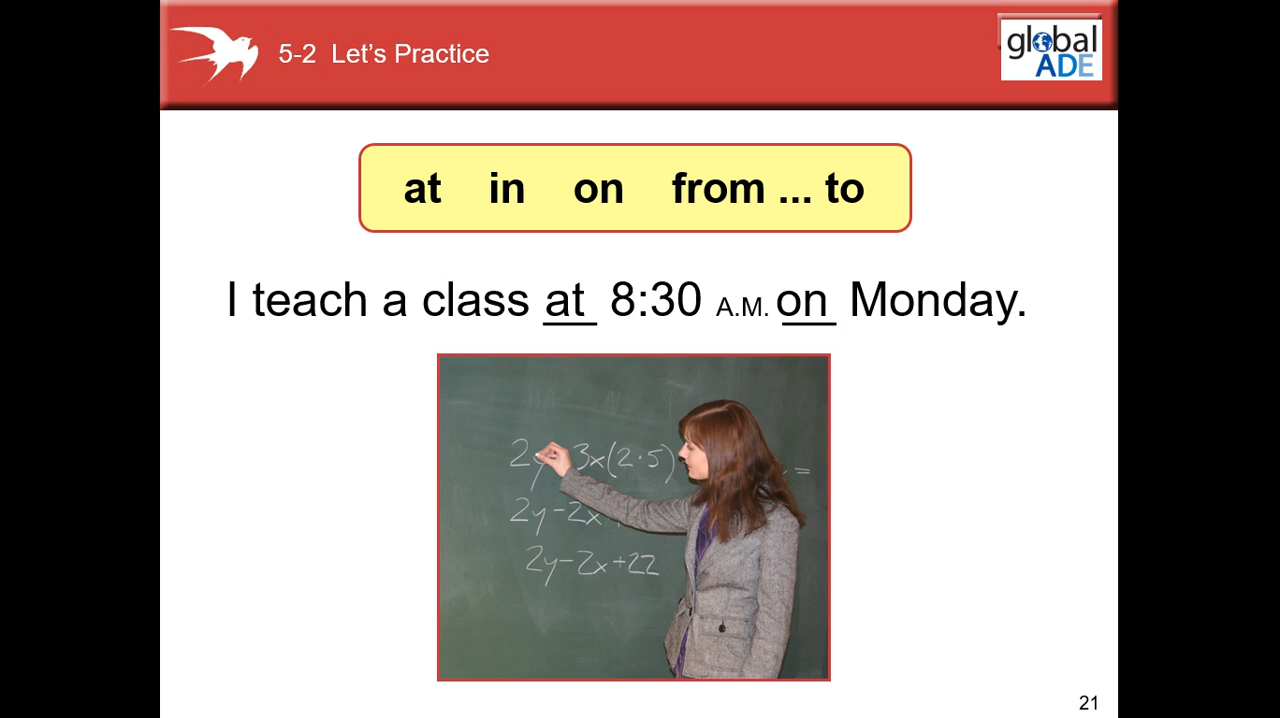 5-2 Let's Practice
global
ADE
at in on from ... to
I teach a class at 8:30 A.M. on Monday.
3x(2·5) =
2y-2x
2y-2x+22
21